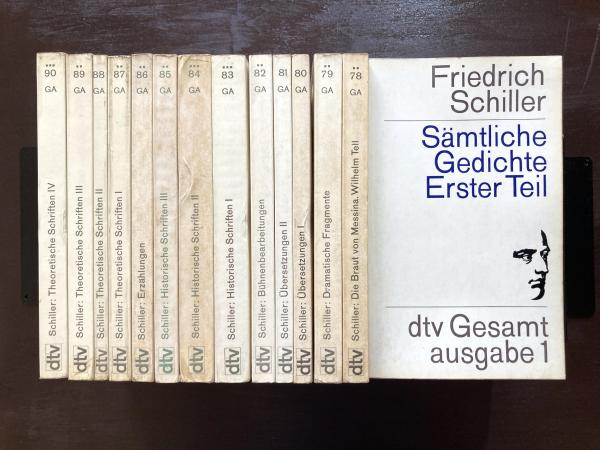 •••
90
GA
Schiller: Theoretische Schriften IV
dtv
••
89
GA
Schiller: Theoretische Schriften III
dtv
••
88
GA
Schiller: Theoretische Schriften II
dtv
••
87
GA
Schiller: Theoretische Schriften I
dtv
••
86
GA
Schiller: Erzählungen
dtv
••
85
GA
Schiller: Historische Schriften III
dtv
•••
84
GA
Schiller: Historische Schriften II
dtv
•••
83
GA
Schiller: Historische Schriften I
dtv
••
82
GA
Schiller: Bühnenbearbeitungen
dtv
••
81
GA
Schiller: Übersetzungen II
dtv
••
80
GA
Schiller: Übersetzungen I
dtv
••
79
GA
Schiller: Dramatische Fragmente
dtv
••
78
GA
Schiller: Die Braut von Messina. Wilhelm Tell
dtv
Friedrich
Schiller
Sämtliche
Gedichte
Erster Teil
dtv Gesamt
ausgabe 1